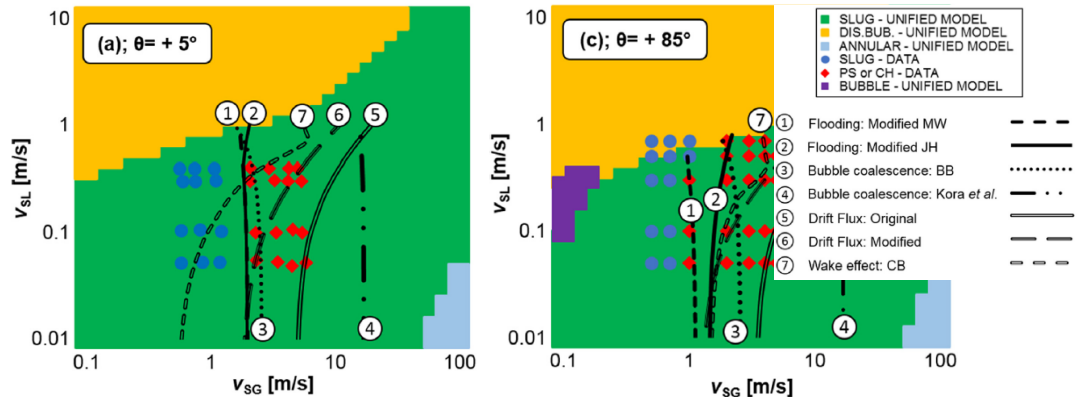 (a); θ= + 5°
10
1
0.1
0.01
v_SL [m/s]
0.1
1
10
100
v_SG [m/s]
1
2
7
6
5
3
4
(c); θ= + 85°
10
1
0.1
0.01
v_SL [m/s]
0.1
1
10
100
v_SG [m/s]
7
1
2
3
4
SLUG - UNIFIED MODEL
DIS.BUB. - UNIFIED MODEL
ANNULAR - UNIFIED MODEL
SLUG - DATA
PS or CH - DATA
BUBBLE - UNIFIED MODEL
① Flooding: Modified MW
② Flooding: Modified JH
③ Bubble coalescence: BB
④ Bubble coalescence: Kora et al.
⑤ Drift Flux: Original
⑥ Drift Flux: Modified
⑦ Wake effect: CB